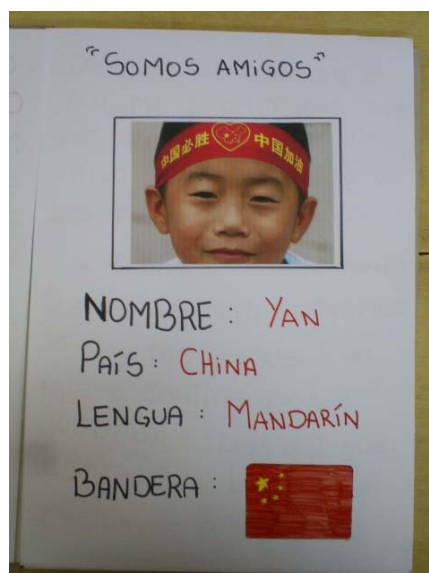 "SOMOS AMiGOS"
中国必胜 中国加油
NOMBRE : YAN
PAÍS : CHiNA
LENGUA : MANDARÍN
BANDERA :